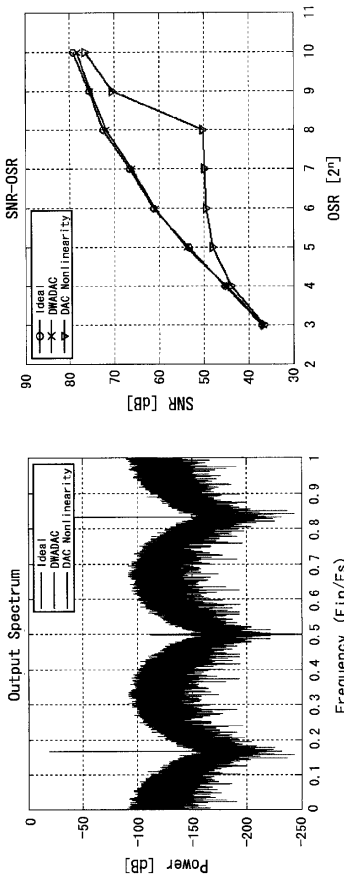 Output Spectrum
Ideal
DWADAC
DAC Nonlinearity
0
-50
-100
-150
-200
-250
Power [dB]
0 0.1 0.2 0.3 0.4 0.5 0.6 0.7 0.8 0.9 1
Frequency (Fin/Fs)
SNR-OSR
Ideal
DWADAC
DAC Nonlinearity
90
80
70
60
50
40
30
SNR [dB]
2 3 4 5 6 7 8 9 10 11
OSR [2ⁿ]